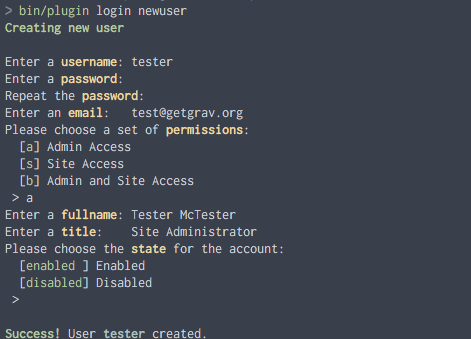 > bin/plugin login newuser
Creating new user
Enter a username: tester
Enter a password:
Repeat the password:
Enter an email:   test@getgrav.org
Please choose a set of permissions:
  [a] Admin Access
  [s] Site Access
  [b] Admin and Site Access
 > a
Enter a fullname: Tester McTester
Enter a title:    Site Administrator
Please choose the state for the account:
  [enabled ] Enabled
  [disabled] Disabled
 >
Success! User tester created.